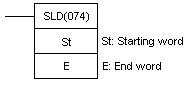 SLD(074)
St St: Starting word
E E: End word